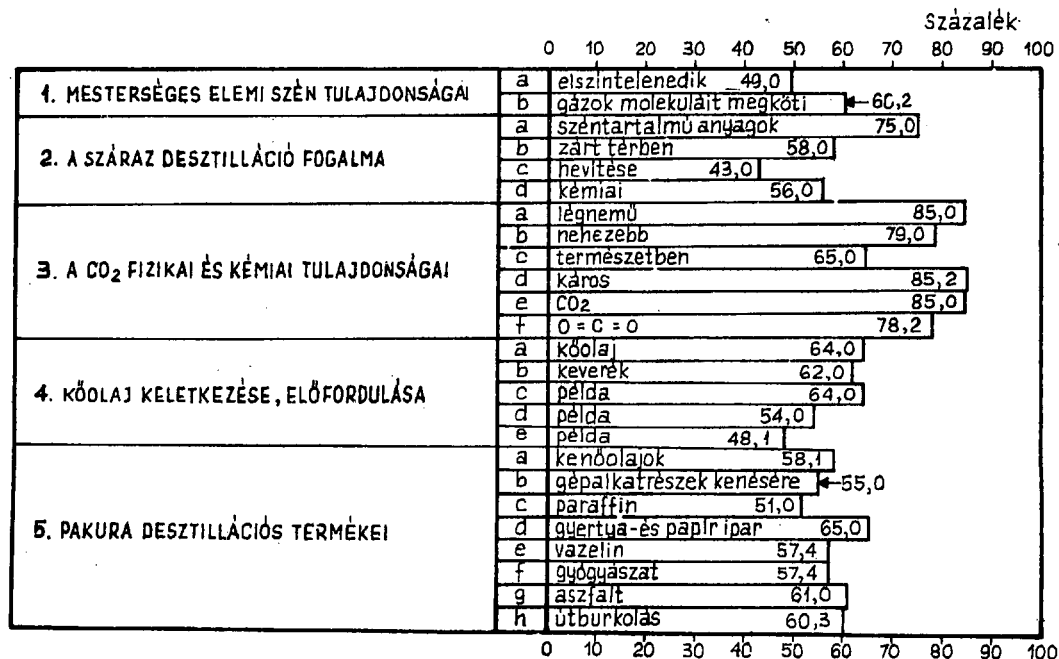 Százalék
0 10 20 30 40 50 60 70 80 90 100
1. MESTERSÉGES ELEMI SZÉN TULAJDONSÁGAI
a elszintelenedik 49,0
b gázok molekuláit megköti 60,2
2. A SZÁRAZ DESZTILLÁCIÓ FOGALMA
a széntartalmú anyagok 75,0
b zárt térben 58,0
c hevitése 43,0
d kémiai 56,0
3. A CO₂ FIZIKAI ÉS KÉMIAI TULAJDONSÁGAI
a légnemű 85,0
b nehezebb 79,0
c természetben 65,0
d káros 85,2
e CO₂ 85,0
f O = C = O 78,2
4. KŐOLAJ KELETKEZÉSE, ELŐFORDULÁSA
a kőolaj 64,0
b keverék 62,0
c példa 64,0
d példa 54,0
e példa 48,1
5. PAKURA DESZTILLÁCIÓS TERMÉKEI
a kenőolajok 58,1
b gépalkatrészek kenésére 55,0
c paraffin 51,0
d gyertya-és papír ipar 65,0
e vazelin 57,4
f gyógyászat 57,4
g aszfalt 61,0
h útburkolás 60,3
0 10 20 30 40 50 60 70 80 90 100